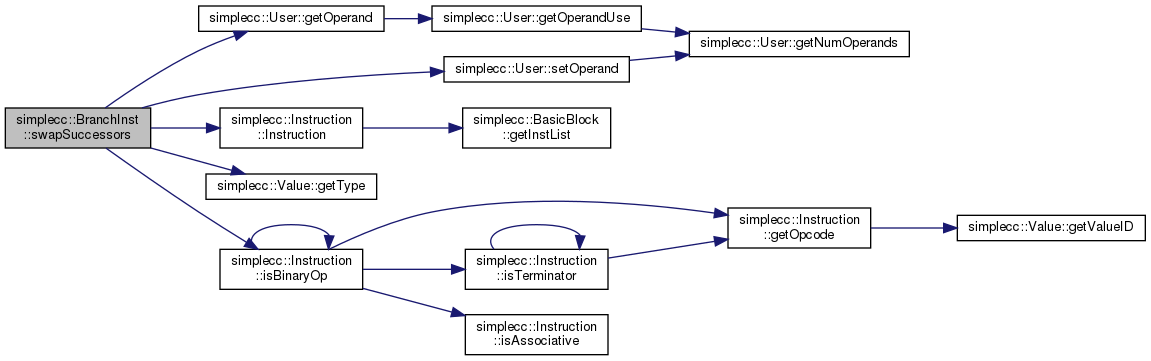 simplecc::User::getOperand
simplecc::User::getOperandUse
simplecc::User::getNumOperands
simplecc::User::setOperand
simplecc::BranchInst
::swapSuccessors
simplecc::Instruction
::Instruction
simplecc::BasicBlock
::getInstList
simplecc::Value::getType
simplecc::Instruction
::getOpcode
simplecc::Value::getValueID
simplecc::Instruction
::isBinaryOp
simplecc::Instruction
::isTerminator
simplecc::Instruction
::isAssociative